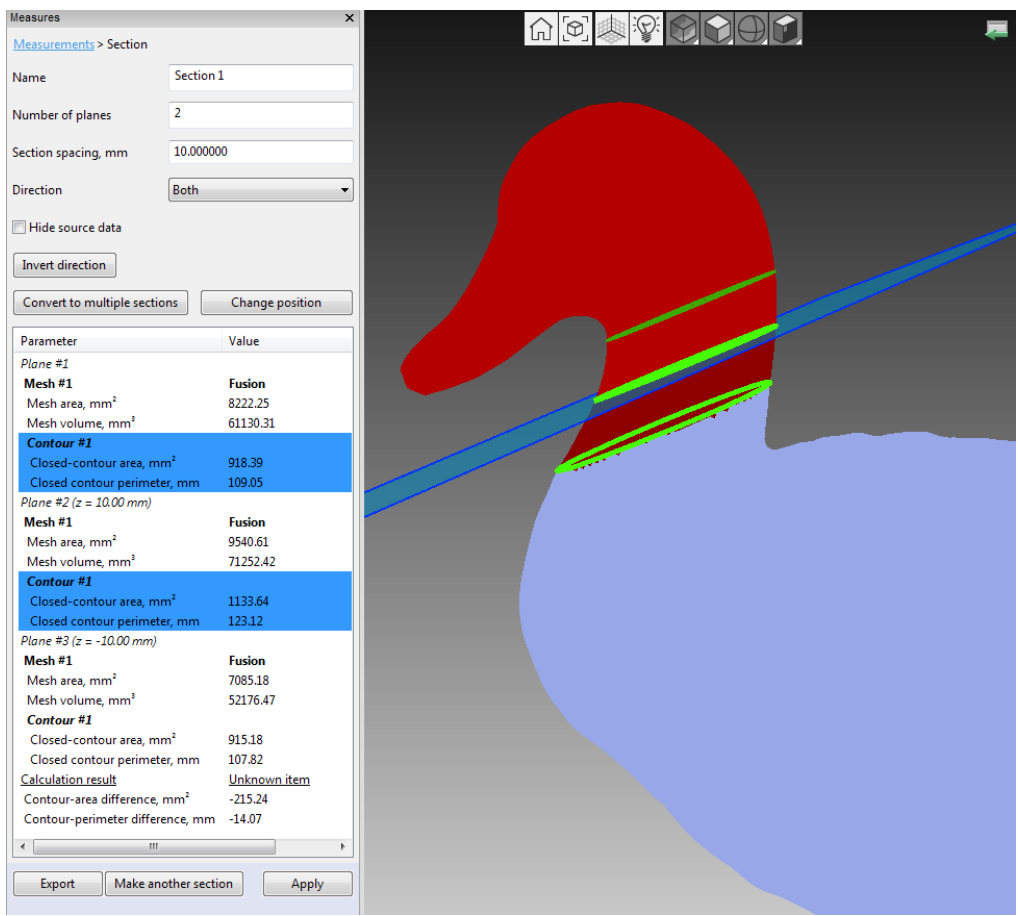 Measures
Measurements > Section
Name Section 1
Number of planes 2
Section spacing, mm 10.000000
Direction Both
Hide source data
Invert direction
Convert to multiple sections Change position
Parameter Value
Plane #1
Mesh #1 Fusion
Mesh area, mm² 8222.25
Mesh volume, mm³ 61130.31
Contour #1
Closed-contour area, mm² 918.39
Closed contour perimeter, mm 109.05
Plane #2 (z = 10.00 mm)
Mesh #1 Fusion
Mesh area, mm² 9540.61
Mesh volume, mm³ 71252.42
Contour #1
Closed-contour area, mm² 1133.64
Closed contour perimeter, mm 123.12
Plane #3 (z = -10.00 mm)
Mesh #1 Fusion
Mesh area, mm² 7085.18
Mesh volume, mm³ 52176.47
Contour #1
Closed-contour area, mm² 915.18
Closed contour perimeter, mm 107.82
Calculation result Unknown item
Contour-area difference, mm² -215.24
Contour-perimeter difference, mm -14.07
Export Make another section Apply